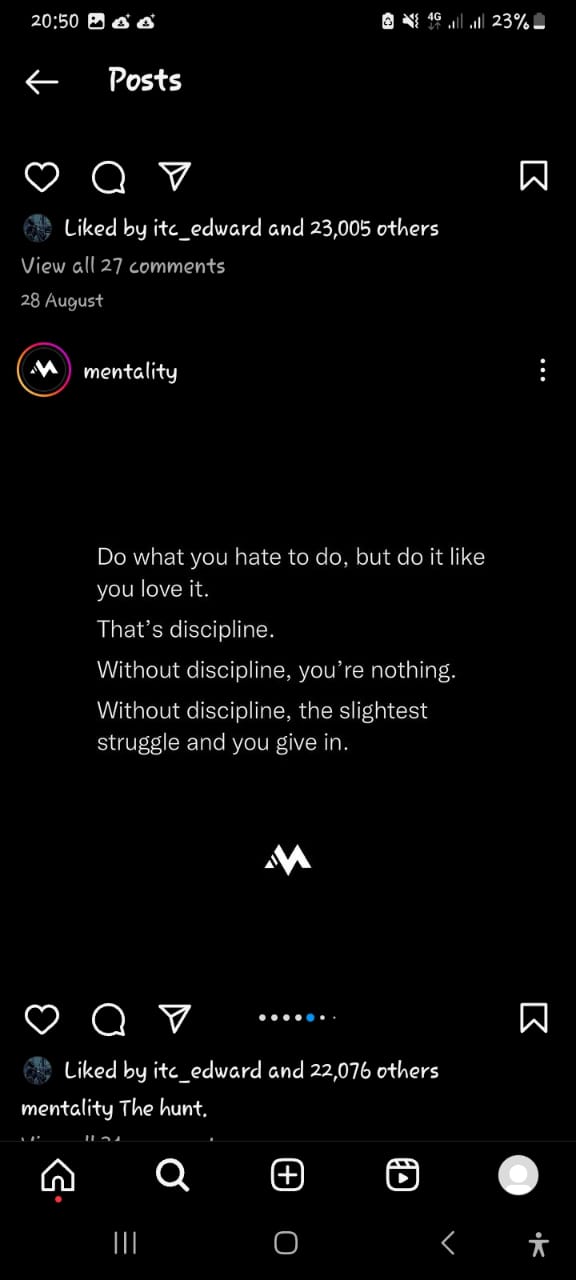 20:50 4G 23%
Posts
Liked by itc_edward and 23,005 others
View all 27 comments
28 August
mentality
Do what you hate to do, but do it like
you love it.
That's discipline.
Without discipline, you're nothing.
Without discipline, the slightest
struggle and you give in.
Liked by itc_edward and 22,076 others
mentality The hunt.